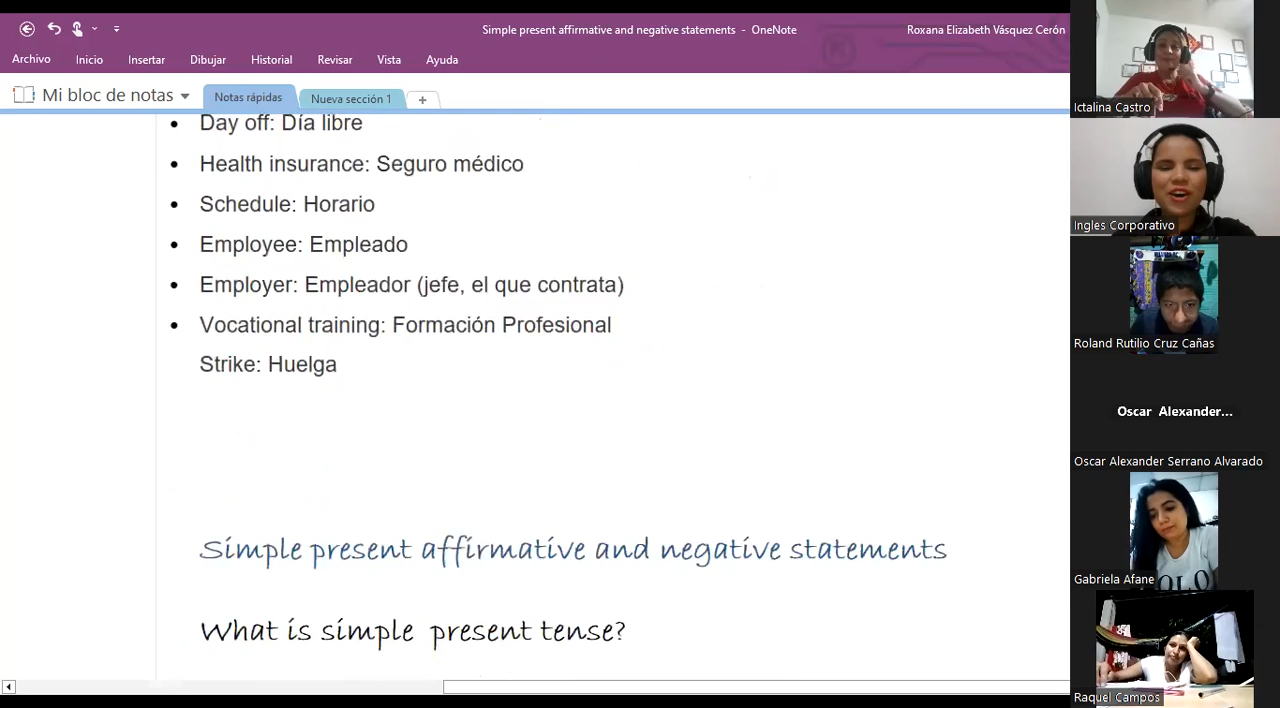 Simple present affirmative and negative statements - OneNote
Roxana Elizabeth Vásquez Cerón
Archivo Inicio Insertar Dibujar Historial Revisar Vista Ayuda
Mi bloc de notas Notas rápidas Nueva sección 1
• Day off: Día libre
• Health insurance: Seguro médico
• Schedule: Horario
• Employee: Empleado
• Employer: Empleador (jefe, el que contrata)
• Vocational training: Formación Profesional
Strike: Huelga
Simple present affirmative and negative statements
What is simple present tense?
Ictalina Castro
Ingles Corporativo
Roland Rutilio Cruz Cañas
Oscar Alexander...
Oscar Alexander Serrano Alvarado
Gabriela Afane
Raquel Campos